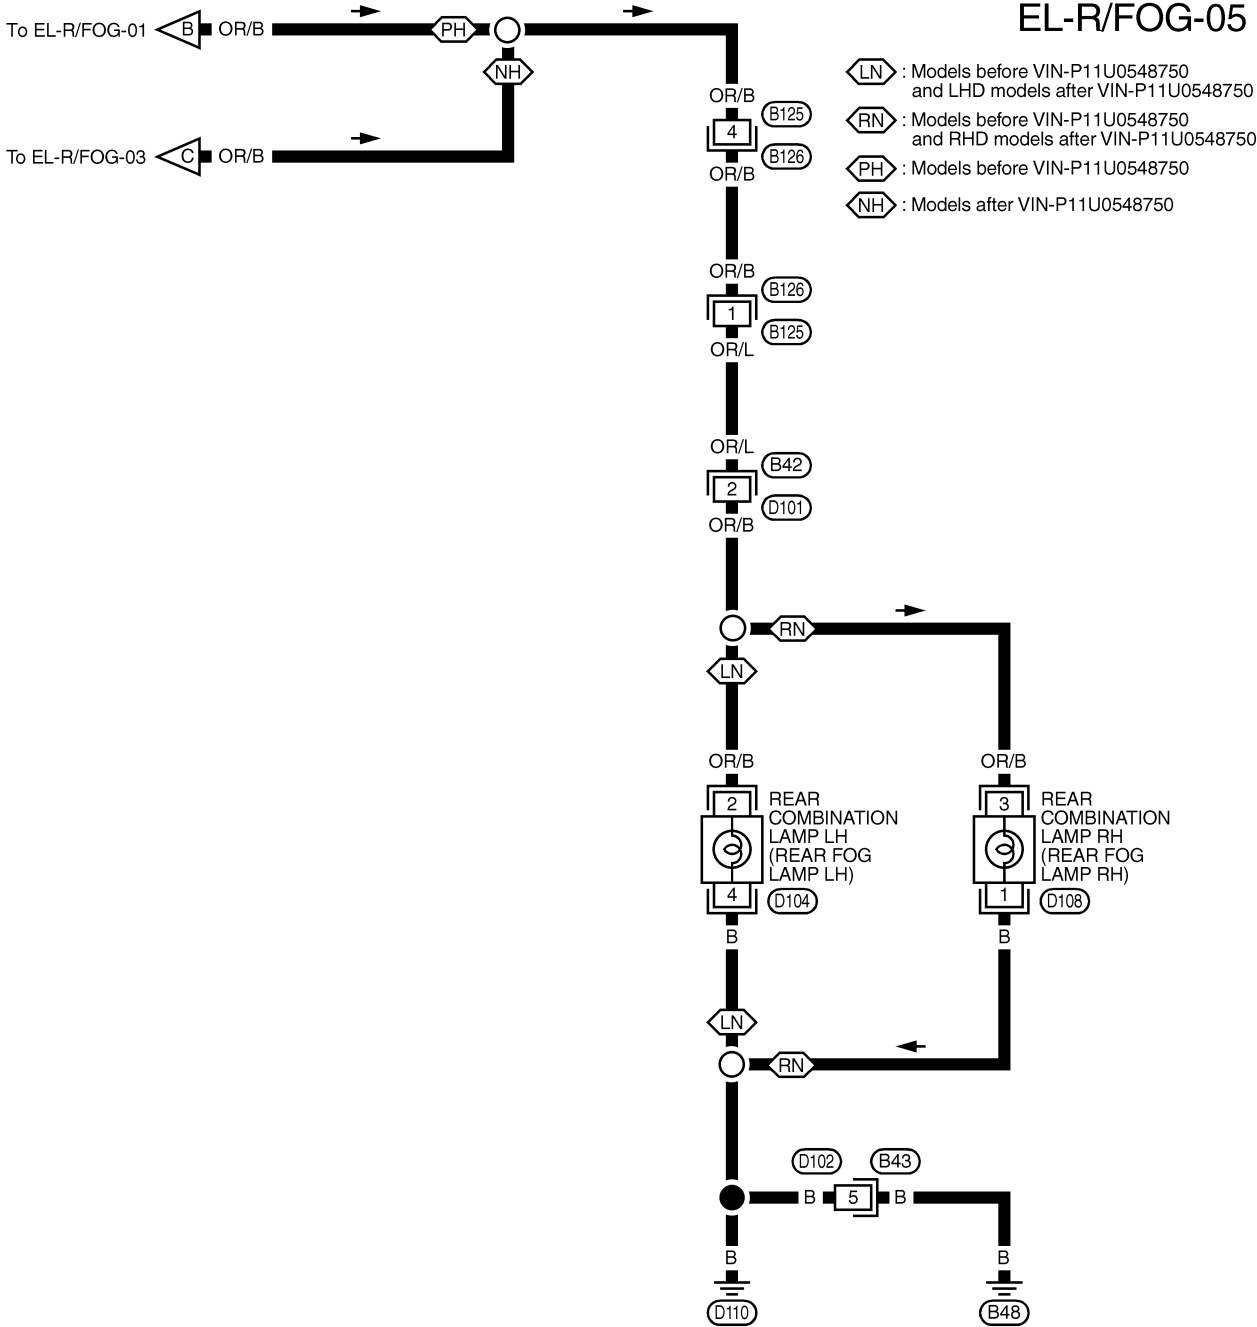 EL-R/FOG-05
To EL-R/FOG-01 B OR/B PH
NH
To EL-R/FOG-03 C OR/B
LN : Models before VIN-P11U0548750
and LHD models after VIN-P11U0548750
RN : Models before VIN-P11U0548750
and RHD models after VIN-P11U0548750
PH : Models before VIN-P11U0548750
NH : Models after VIN-P11U0548750
OR/B
B125
4
B126
OR/B
OR/B
B126
1
B125
OR/L
OR/L
B42
2
D101
OR/B
RN
LN
OR/B
2
REAR
COMBINATION
LAMP LH
(REAR FOG
LAMP LH)
4
D104
B
OR/B
3
REAR
COMBINATION
LAMP RH
(REAR FOG
LAMP RH)
1
D108
B
LN
RN
D102 B43
B 5 B
B
D110
B
B48